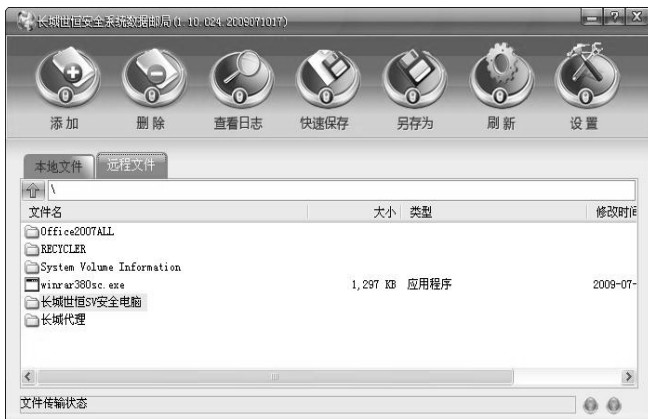 长城世恒安全系统数据邮局(1.10.024.2009071017)
添加 删除 查看日志 快速保存 另存为 刷新 设置
本地文件 远程文件
\
文件名 大小 类型 修改时间
Office2007ALL
RECYCLER
System Volume Information
winrar380sc.exe 1,297 KB 应用程序 2009-07-
长城世恒SV安全电脑
长城代理
文件传输状态